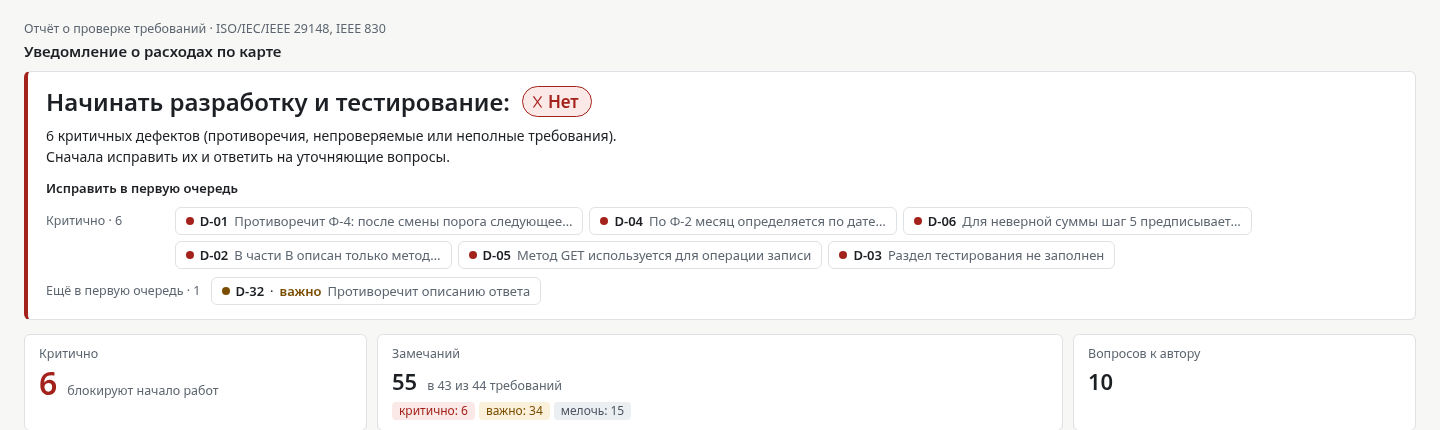 Отчёт о проверке требований · ISO/IEC/IEEE 29148, IEEE 830
Уведомление о расходах по карте
Начинать разработку и тестирование: X Нет
6 критичных дефектов (противоречия, непроверяемые или неполные требования).
Сначала исправить их и ответить на уточняющие вопросы.
Исправить в первую очередь
Критично · 6 D-01 Противоречит Ф-4: после смены порога следующее... D-04 По Ф-2 месяц определяется по дате... D-06 Для неверной суммы шаг 5 предписывает...
D-02 В части B описан только метод... D-05 Метод GET используется для операции записи D-03 Раздел тестирования не заполнен
Ещё в первую очередь · 1 D-32 · важно Противоречит описанию ответа
Критично Замечаний Вопросов к автору
6 блокируют начало работ 55 в 43 из 44 требований 10
критично: 6 важно: 34 мелочь: 15